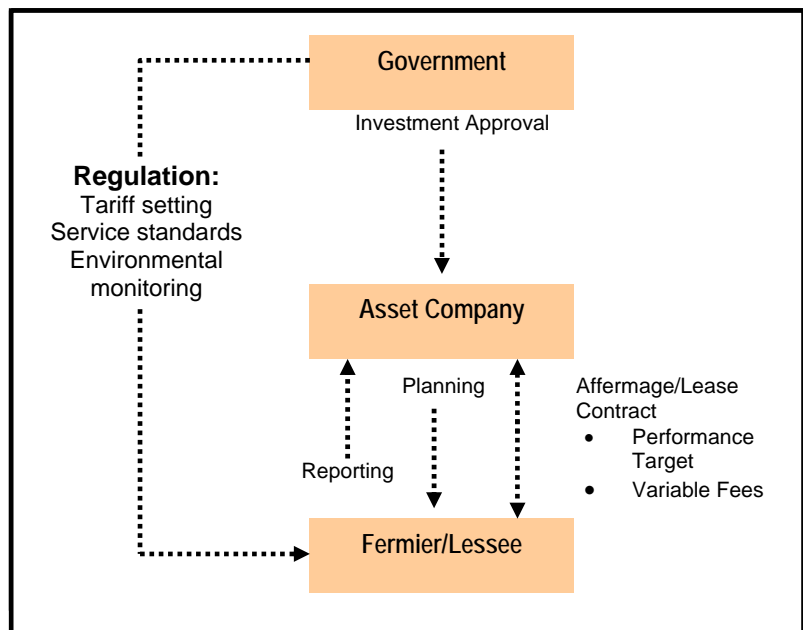 Government
Investment Approval
Regulation:
Tariff setting
Service standards
Environmental
monitoring
Asset Company
Planning
Reporting
Affermage/Lease
Contract
• Performance
Target
• Variable Fees
Fermier/Lessee